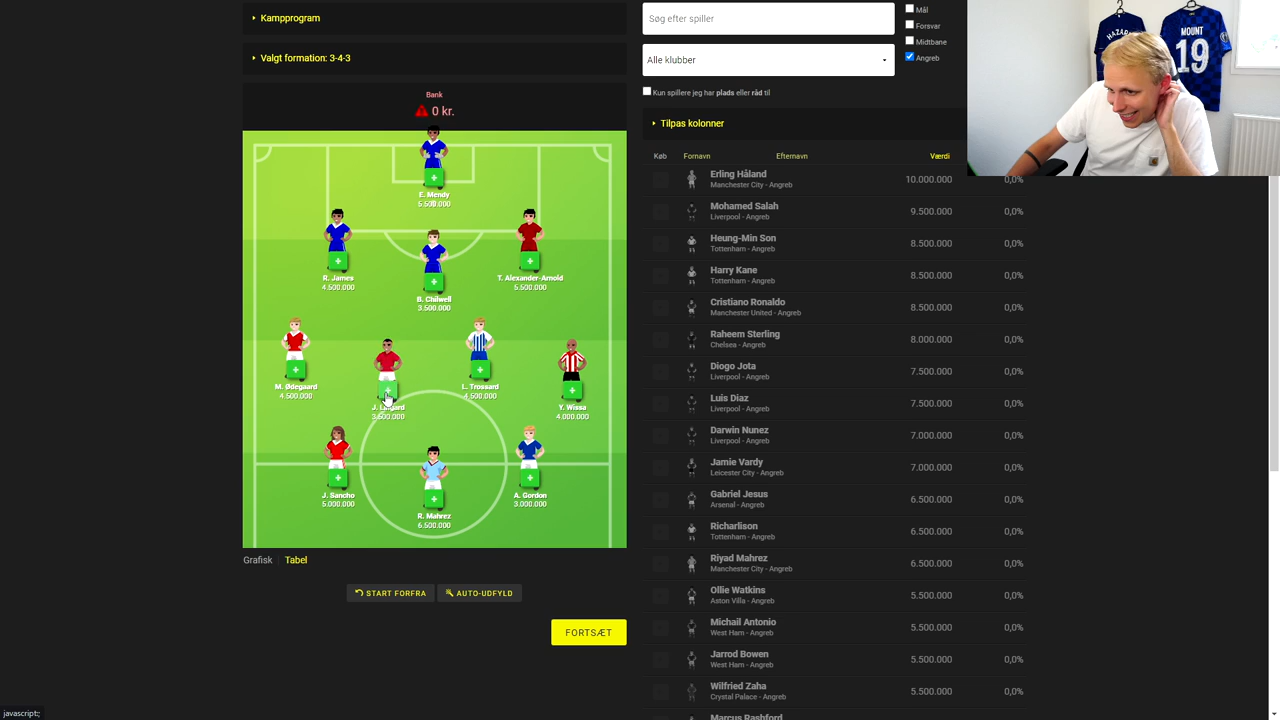 Kampprogram
Valgt formation: 3-4-3
Bank
0 kr.
E. Mendy
5.500.000
R. James
4.500.000
B. Chilwell
3.500.000
T. Alexander-Arnold
5.500.000
M. Ødegaard
4.500.000
3.500.000
L. Trossard
4.500.000
Y. Wissa
4.000.000
J. Sancho
5.000.000
R. Mahrez
6.500.000
A. Gordon
3.000.000
Grafisk Tabel
START FORFRA AUTO-UDFYLD
FORTSÆT
Søg efter spiller
Alle klubber
Mål
Forsvar
Midtbane
Angreb
Kun spillere jeg har plads eller råd til
Tilpas kolonner
Køb Fornavn Efternavn Værdi
Erling Håland 10.000.000 0,0%
Manchester City - Angreb
Mohamed Salah 9.500.000 0,0%
Liverpool - Angreb
Heung-Min Son 8.500.000 0,0%
Tottenham - Angreb
Harry Kane 8.500.000 0,0%
Tottenham - Angreb
Cristiano Ronaldo 8.500.000 0,0%
Manchester United - Angreb
Raheem Sterling 8.000.000 0,0%
Chelsea - Angreb
Diogo Jota 7.500.000 0,0%
Liverpool - Angreb
Luis Diaz 7.500.000 0,0%
Liverpool - Angreb
Darwin Nunez 7.000.000 0,0%
Liverpool - Angreb
Jamie Vardy 7.000.000 0,0%
Leicester City - Angreb
Gabriel Jesus 6.500.000 0,0%
Arsenal - Angreb
Richarlison 6.500.000 0,0%
Tottenham - Angreb
Riyad Mahrez 6.500.000 0,0%
Manchester City - Angreb
Ollie Watkins 5.500.000 0,0%
Aston Villa - Angreb
Michail Antonio 5.500.000 0,0%
West Ham - Angreb
Jarrod Bowen 5.500.000 0,0%
West Ham - Angreb
Wilfried Zaha 5.500.000 0,0%
Crystal Palace - Angreb
Marcus Rashford
HAZARD
MOUNT
19
javascript:;